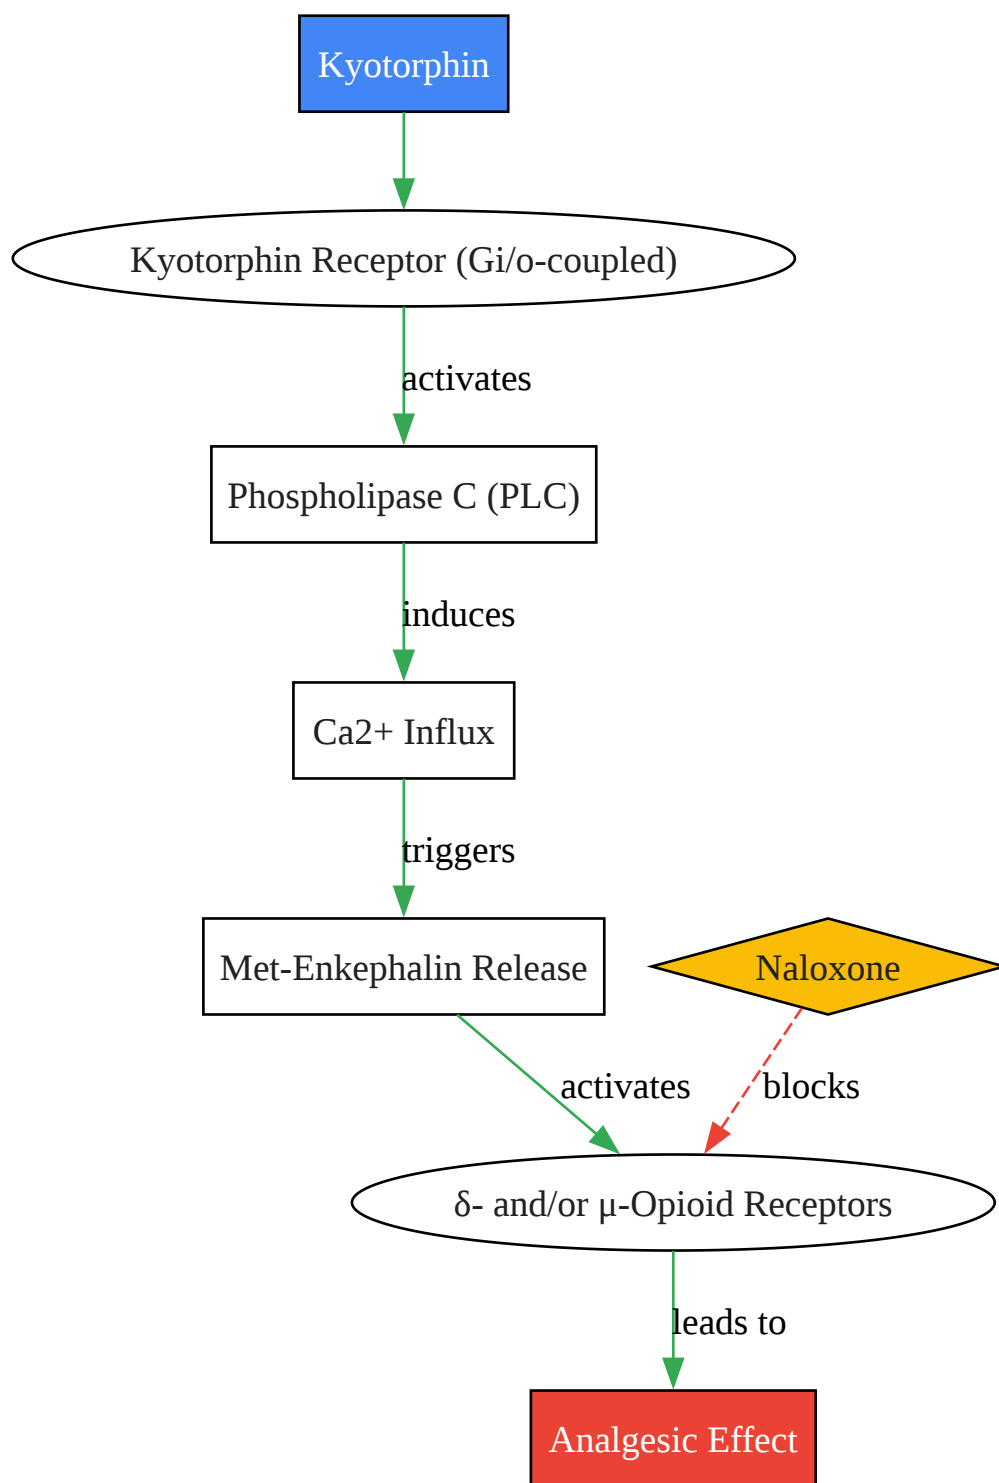 Kyotorphin
Kyotorphin Receptor (Gi/o-coupled)
activates
Phospholipase C (PLC)
induces
Ca2+ Influx
triggers
Met-Enkephalin Release
Naloxone
activates
blocks
δ- and/or μ-Opioid Receptors
leads to
Analgesic Effect